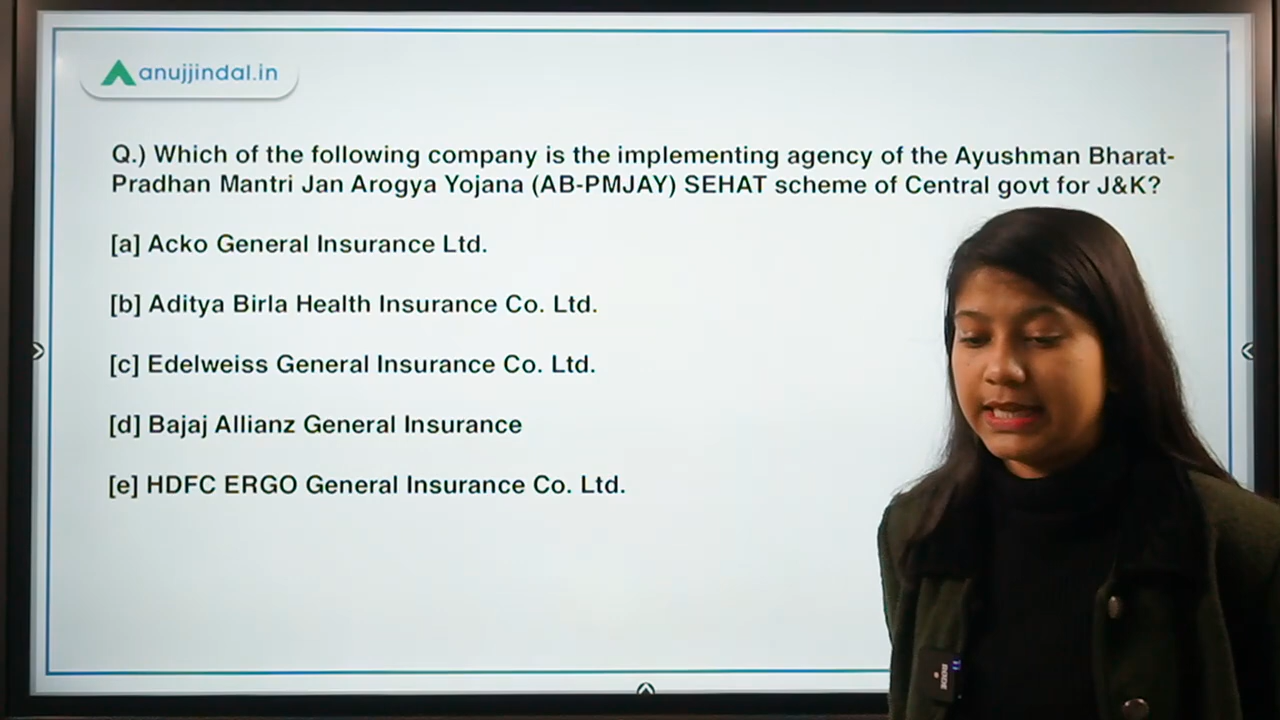 anujjindal.in
Q.) Which of the following company is the implementing agency of the Ayushman Bharat-
Pradhan Mantri Jan Arogya Yojana (AB-PMJAY) SEHAT scheme of Central govt for J&K?
[a] Acko General Insurance Ltd.
[b] Aditya Birla Health Insurance Co. Ltd.
[c] Edelweiss General Insurance Co. Ltd.
[d] Bajaj Allianz General Insurance
[e] HDFC ERGO General Insurance Co. Ltd.
RODE